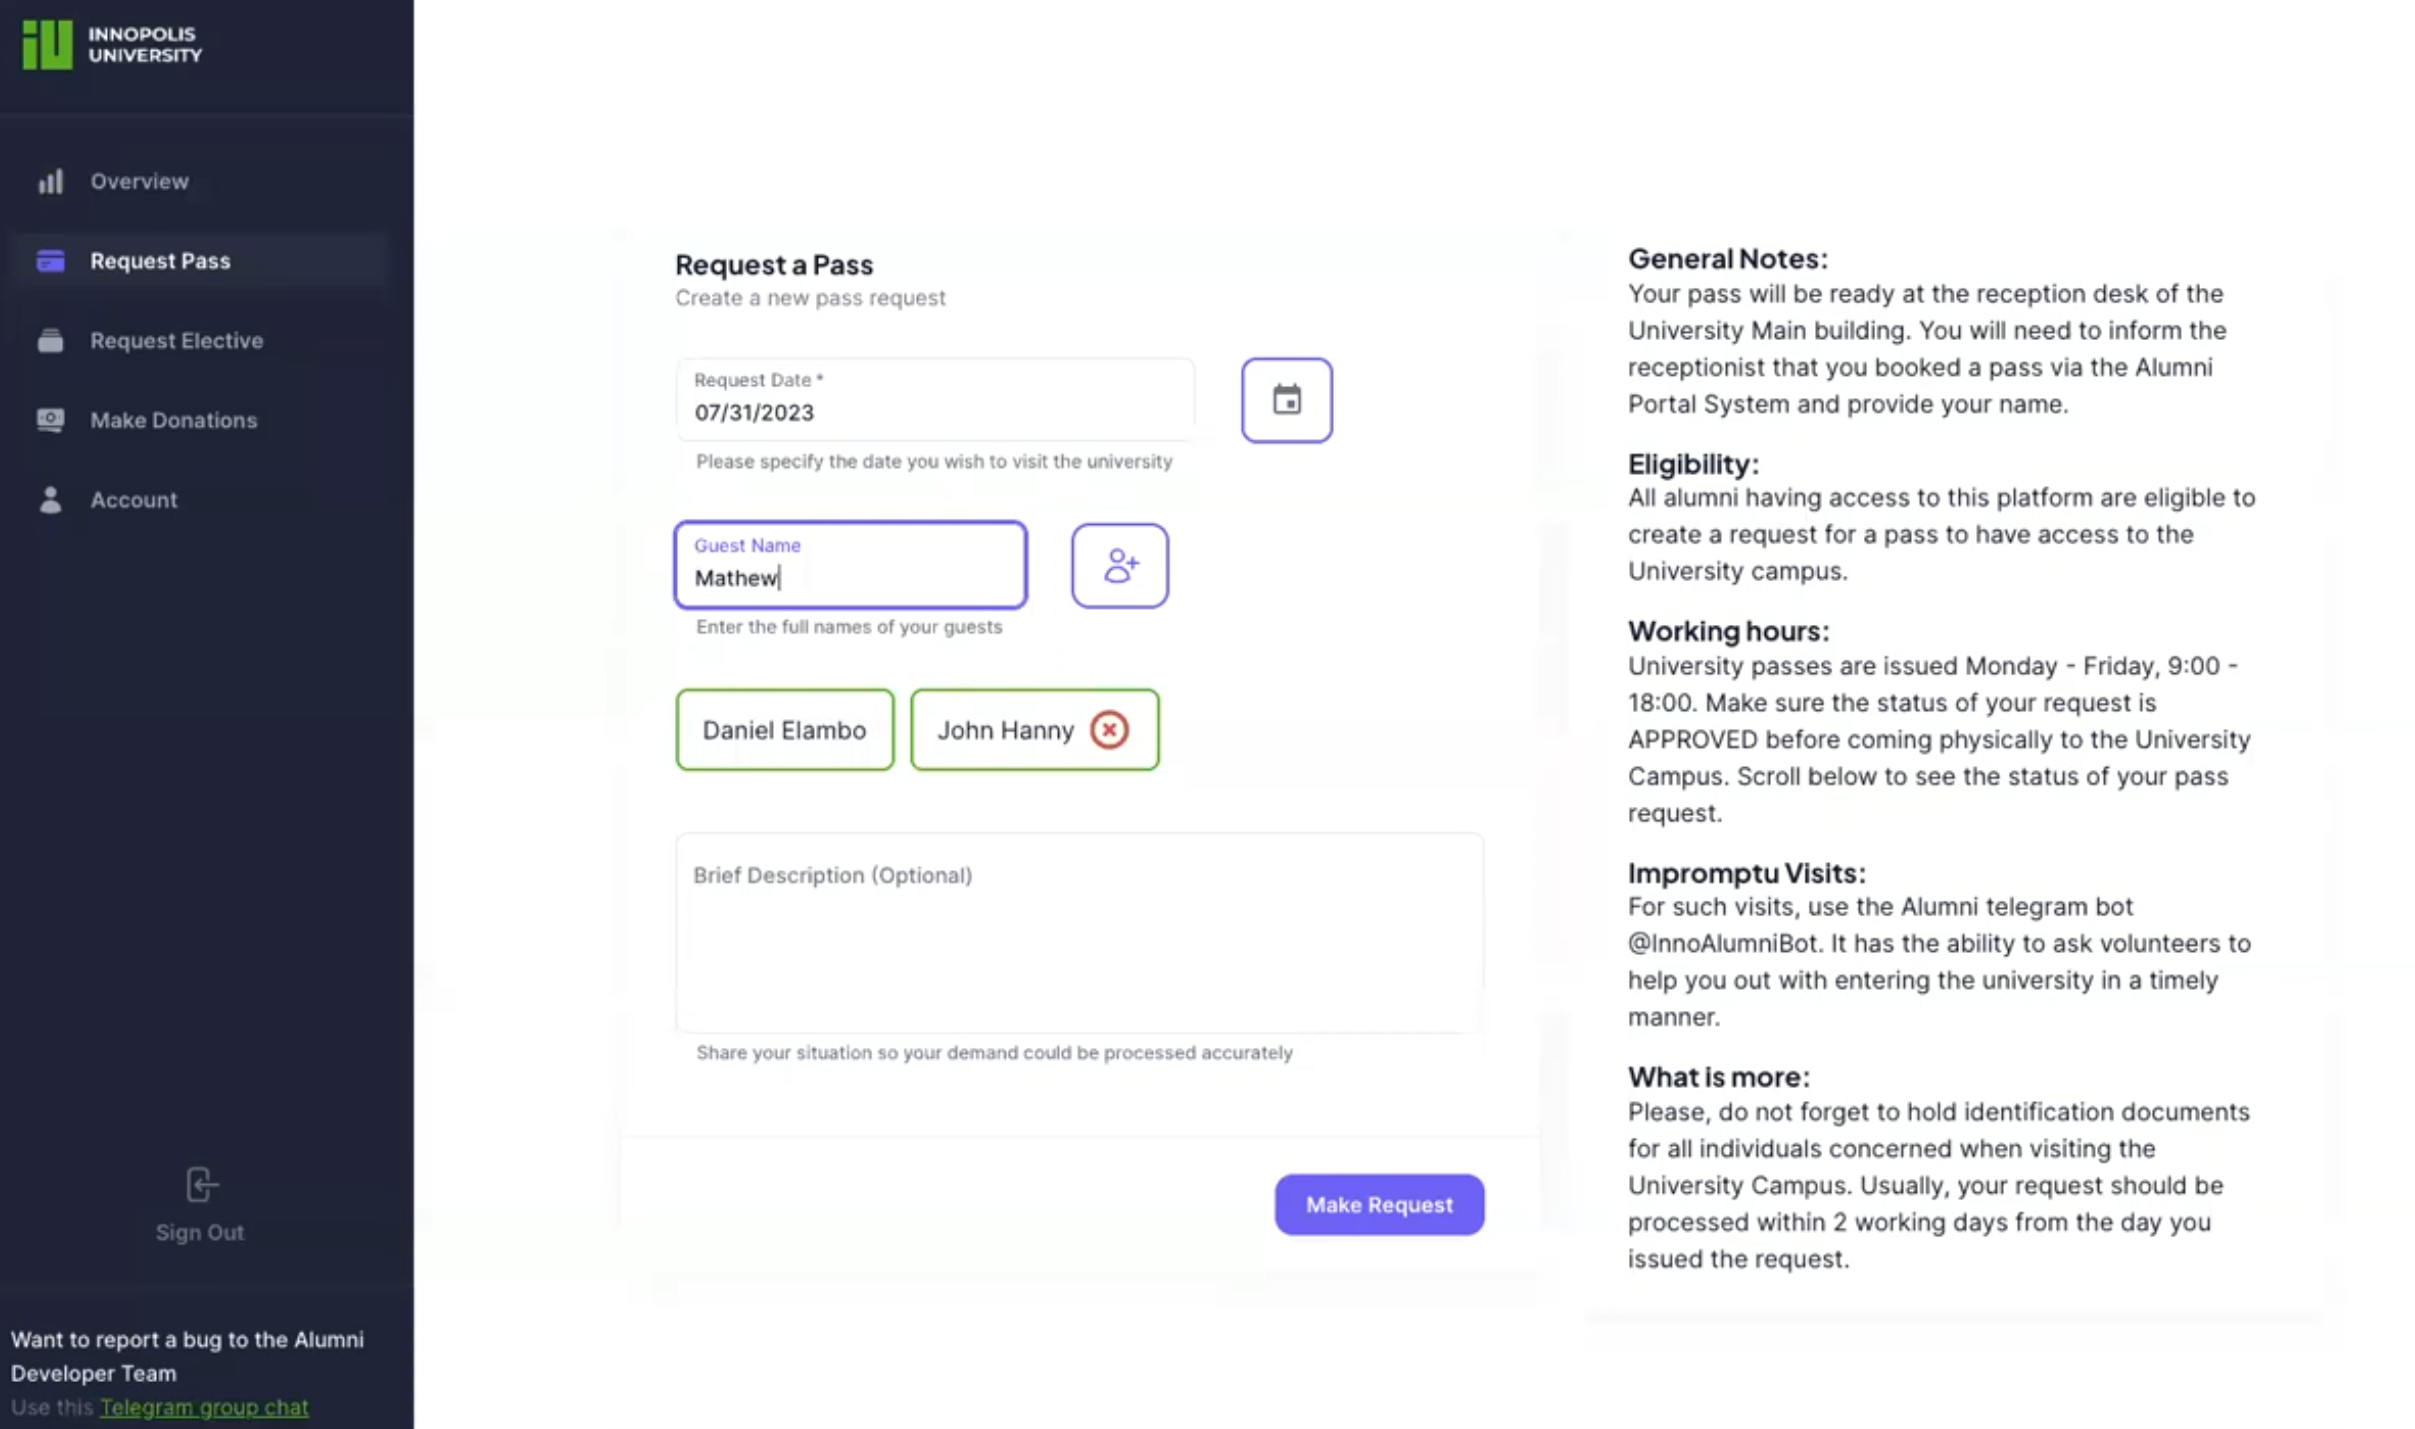 INNOPOLIS
UNIVERSITY
Overview
Request Pass
Request Elective
Make Donations
Account
Sign Out
Want to report a bug to the Alumni
Developer Team
Use this Telegram group chat
Request a Pass
Create a new pass request
Request Date *
07/31/2023
Please specify the date you wish to visit the university
Guest Name
Mathew
Enter the full names of your guests
Daniel Elambo
John Hanny
Brief Description (Optional)
Share your situation so your demand could be processed accurately
Make Request
General Notes:
Your pass will be ready at the reception desk of the
University Main building. You will need to inform the
receptionist that you booked a pass via the Alumni
Portal System and provide your name.
Eligibility:
All alumni having access to this platform are eligible to
create a request for a pass to have access to the
University campus.
Working hours:
University passes are issued Monday - Friday, 9:00 -
18:00. Make sure the status of your request is
APPROVED before coming physically to the University
Campus. Scroll below to see the status of your pass
request.
Impromptu Visits:
For such visits, use the Alumni telegram bot
@InnoAlumniBot. It has the ability to ask volunteers to
help you out with entering the university in a timely
manner.
What is more:
Please, do not forget to hold identification documents
for all individuals concerned when visiting the
University Campus. Usually, your request should be
processed within 2 working days from the day you
issued the request.